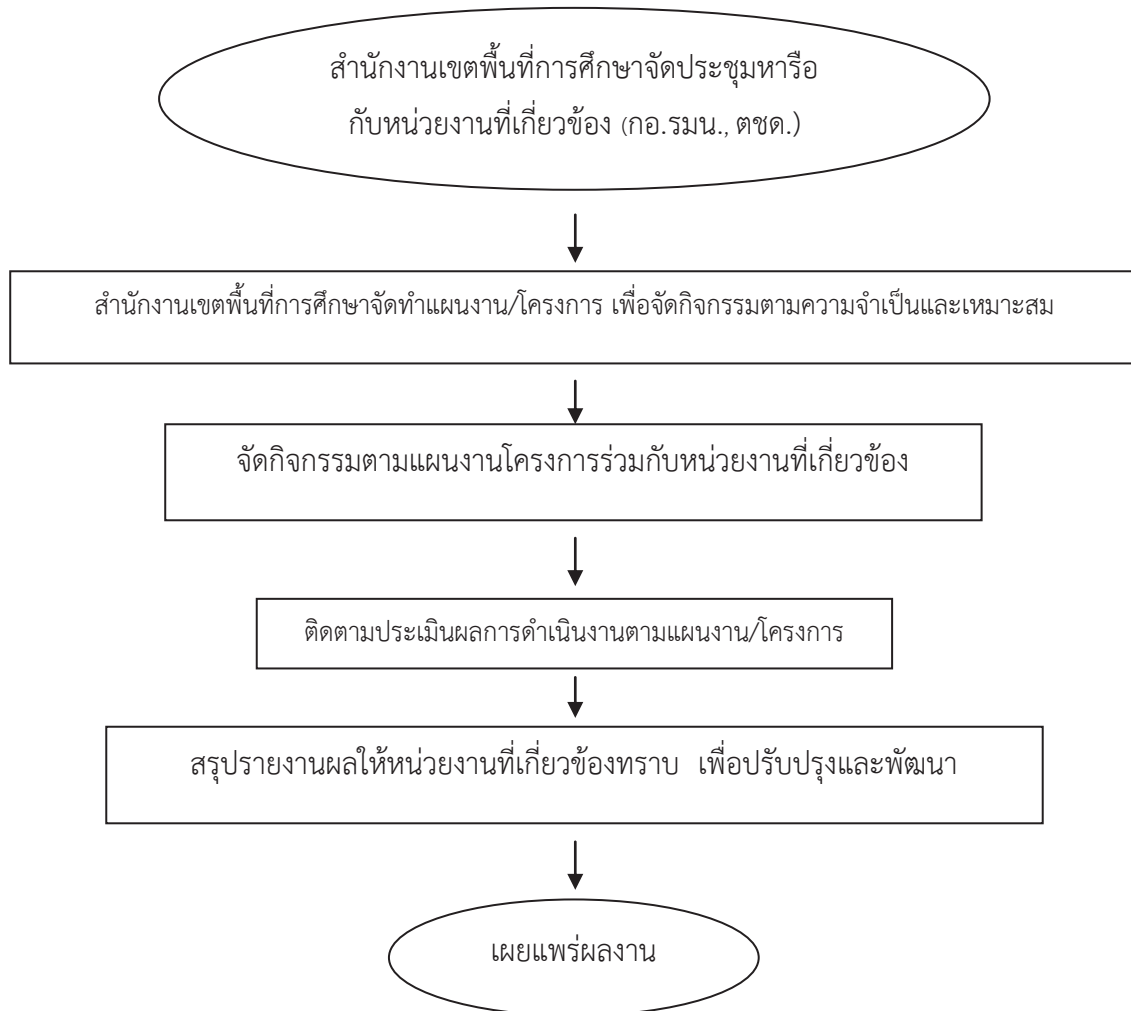 สำนักงานเขตพื้นที่การศึกษาจัดประชุมหารือ
กับหน่วยงานที่เกี่ยวข้อง (กอ.รมน., ตชด.)
สำนักงานเขตพื้นที่การศึกษาจัดทำแผนงาน/โครงการ เพื่อจัดกิจกรรมตามความจำเป็นและเหมาะสม
จัดกิจกรรมตามแผนงานโครงการร่วมกับหน่วยงานที่เกี่ยวข้อง
ติดตามประเมินผลการดำเนินงานตามแผนงาน/โครงการ
สรุปรายงานผลให้หน่วยงานที่เกี่ยวข้องทราบ เพื่อปรับปรุงและพัฒนา
เผยแพร่ผลงาน